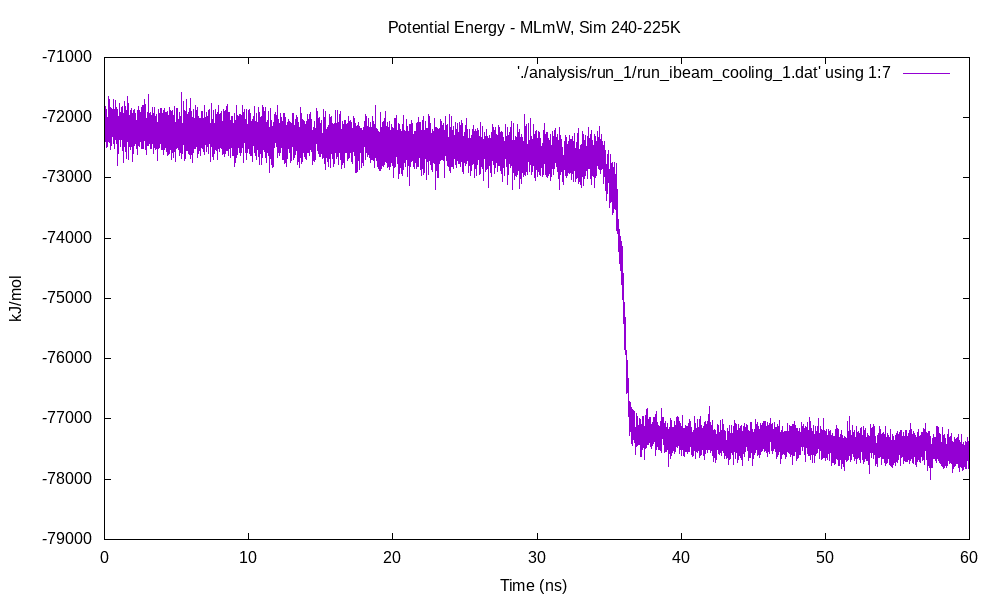 Potential Energy - MLmW, Sim 240-225K
'./analysis/run_1/run_ibeam_cooling_1.dat' using 1:7
-71000
-72000
-73000
-74000
-75000
-76000
-77000
-78000
-79000
kJ/mol
0 10 20 30 40 50 60
Time (ns)